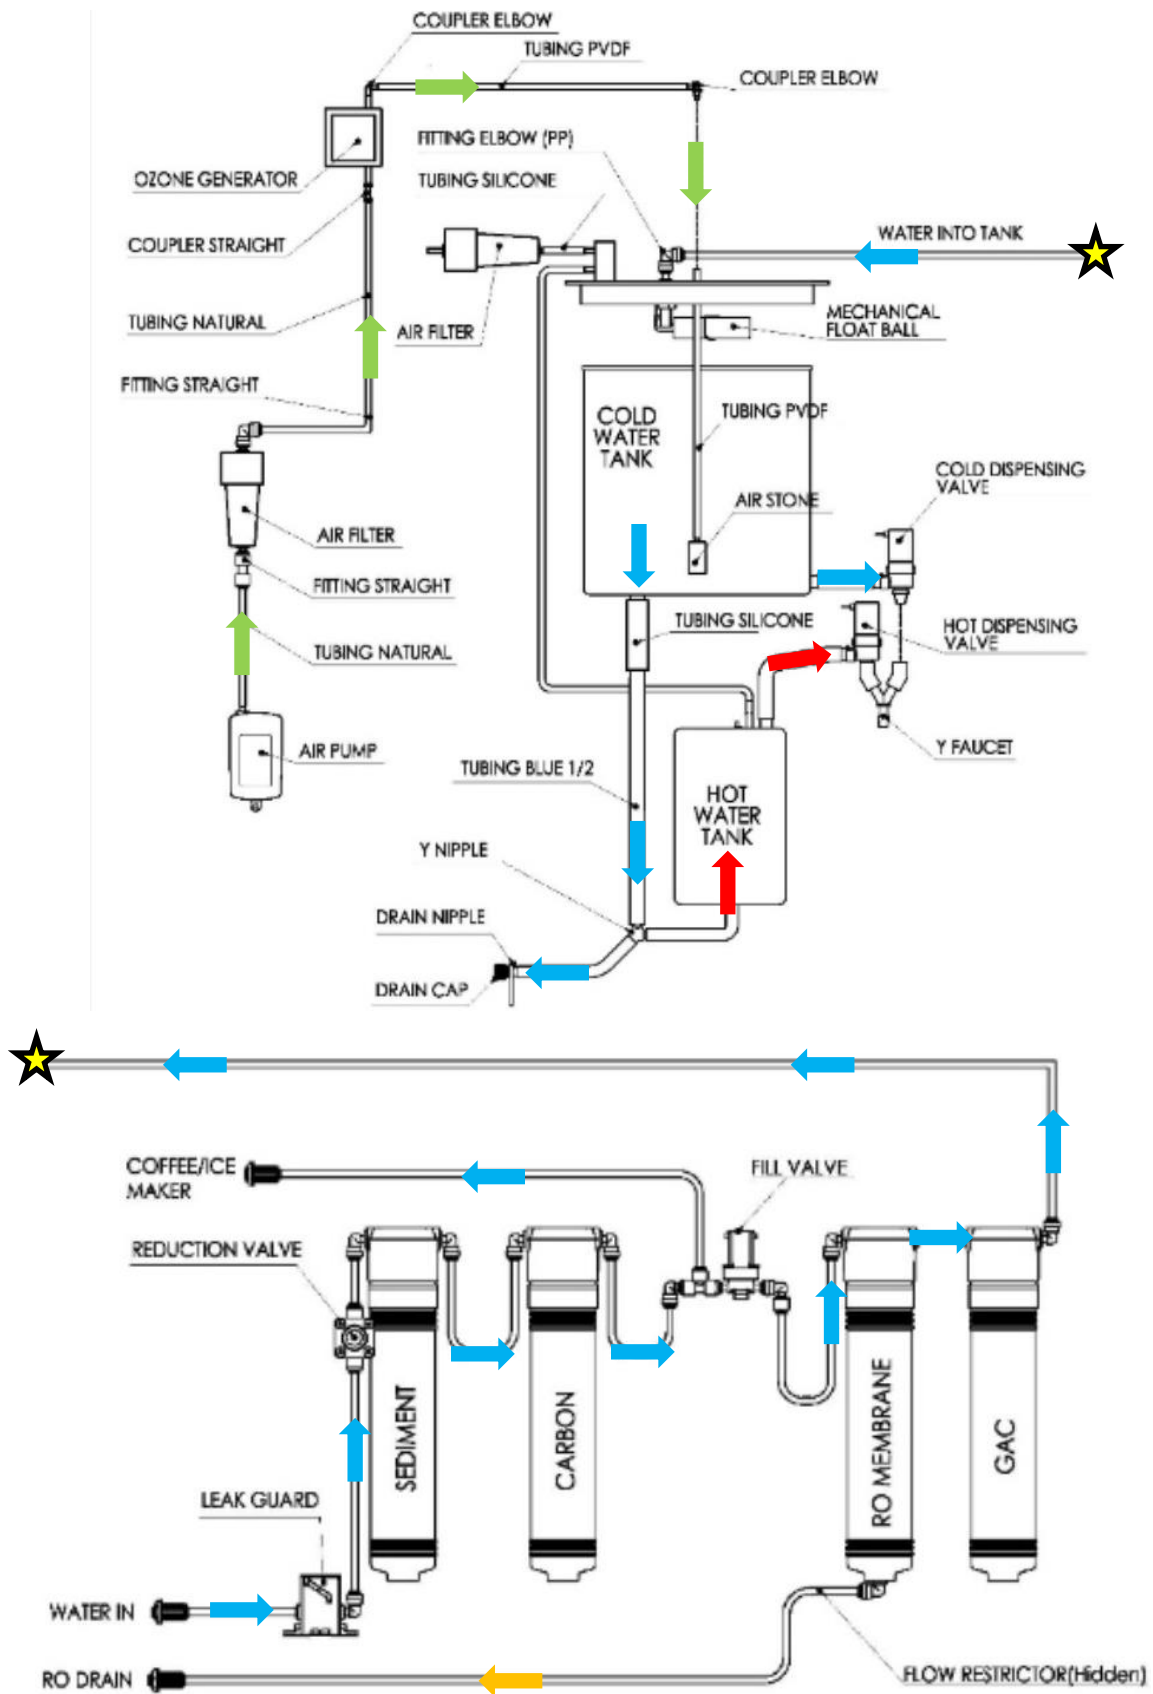 COUPLER ELBOW
TUBING PVDF
COUPLER ELBOW
FITTING ELBOW (PP)
OZONE GENERATOR
TUBING SILICONE
COUPLER STRAIGHT
WATER INTO TANK
TUBING NATURAL
AIR FILTER
MECHANICAL
FLOAT BALL
FITTING STRAIGHT
COLD
WATER
TANK
TUBING PVDF
COLD DISPENSING
VALVE
AIR STONE
AIR FILTER
FITTING STRAIGHT
TUBING SILICONE
HOT DISPENSING
VALVE
TUBING NATURAL
AIR PUMP
Y FAUCET
TUBING BLUE 1/2
HOT
WATER
TANK
Y NIPPLE
DRAIN NIPPLE
DRAIN CAP
COFFEE/ICE
MAKER
FILL VALVE
REDUCTION VALVE
SEDIMENT
CARBON
RO MEMBRANE
GAC
LEAK GUARD
WATER IN
RO DRAIN
FLOW RESTRICTOR(Hidden)